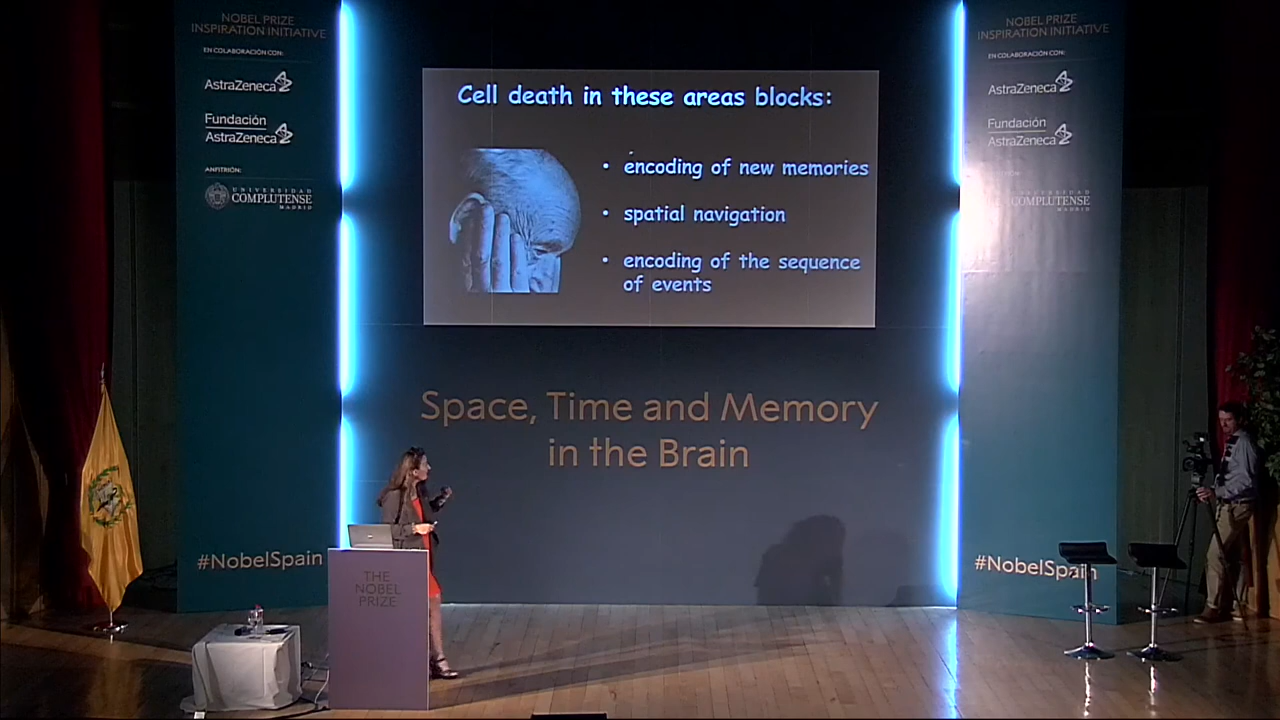 NOBEL PRIZE
INSPIRATION INITIATIVE
EN COLABORACIÓN CON:
AstraZeneca
Fundación
AstraZeneca
ANFITRIÓN:
UNIVERSIDAD
COMPLUTENSE
MADRID
#NobelSpain
Cell death in these areas blocks:
• encoding of new memories
• spatial navigation
• encoding of the sequence
of events
Space, Time and Memory
in the Brain
THE
NOBEL
PRIZE
NOBEL PRIZE
INSPIRATION INITIATIVE
EN COLABORACIÓN CON:
AstraZeneca
Fundación
AstraZeneca
COMPLUTENSE
MADRID
#NobelSpain